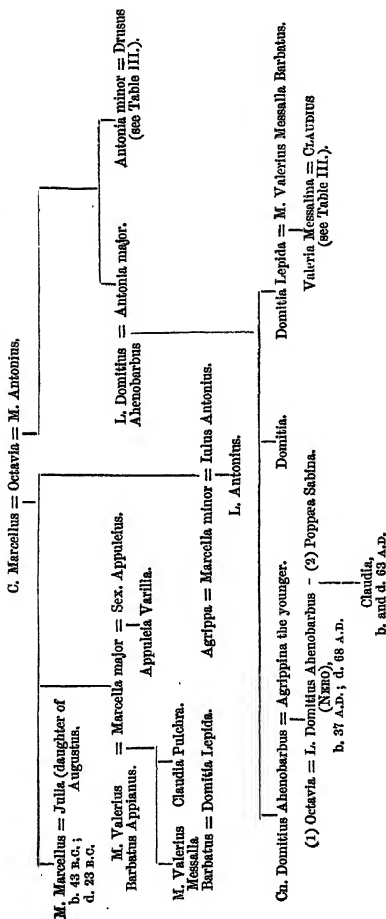 C. Marcellus = Octavia = M. Antonius.
M. Marcellus = Julia (daughter of
b. 43 B.C.; Augustus.
d. 23 B.C.
M. Valerius = Marcella major = Sex. Appuleius.
Barbatus Appianus.
Appuleia Varilia.
M. Valerius Claudia Pulchra.
Messalla
Barbatus = Domitia Lepida.
Agrippa = Marcella minor = Iulus Antonius.
L. Antonius.
L. Domitius = Antonia major.
Ahenobarbus
Antonia minor = Drusus
(see Table III.).
Cn. Domitius Ahenobarbus = Agrippina the younger.
Domitia.
Domitia Lepida = M. Valerius Messalla Barbatus.
(1) Octavia = L. Domitius Ahenobarbus - (2) Poppæa Sabina.
(NERO),
b. 37 A.D.; d. 68 A.D.
Claudia,
b. and d. 63 A.D.
Valeria Messalina = CLAUDIUS
(see Table III.).